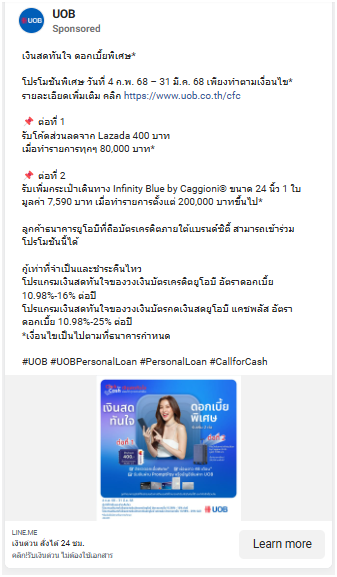 UOB
Sponsored
เงินสดทันใจ ดอกเบี้ยพิเศษ*
โปรโมชันพิเศษ วันที่ 4 ก.พ. 68 – 31 มี.ค. 68 เพียงทำตามเงื่อนไข*
รายละเอียดเพิ่มเติม คลิก https://www.uob.co.th/cfc
📌 ต่อที่ 1
รับโค้ดส่วนลดจาก Lazada 400 บาท
เมื่อทำรายการทุกๆ 80,000 บาท*
📌 ต่อที่ 2
รับเพิ่มกระเป๋าเดินทาง Infinity Blue by Caggioni® ขนาด 24 นิ้ว 1 ใบ
มูลค่า 7,590 บาท เมื่อทำรายการตั้งแต่ 200,000 บาทขึ้นไป*
ลูกค้าธนาคารยูโอบีที่ถือบัตรเครดิตภายใต้แบรนด์ซิตี้ สามารถเข้าร่วม
โปรโมชันนี้ได้
กู้เท่าที่จำเป็นและชำระคืนไหว
โปรแกรมเงินสดทันใจของวงเงินบัตรเครดิตยูโอบี อัตราดอกเบี้ย
10.98%-16% ต่อปี
โปรแกรมเงินสดทันใจของวงเงินบัตรกดเงินสดยูโอบี แคชพลัส อัตรา
ดอกเบี้ย 10.98%-25% ต่อปี
*เงื่อนไขเป็นไปตามที่ธนาคารกำหนด
#UOB #UOBPersonalLoan #PersonalLoan #CallforCash
เงินสด
ทันใจ
ดอกเบี้ย
พิเศษ
ต่อที่ 1
ต่อที่ 2
400.-
UOB
LINE.ME
เงินด่วน สั่งได้ 24 ชม.
คลิก!รับเงินด่วน ไม่ต้องใช้เอกสาร
Learn more